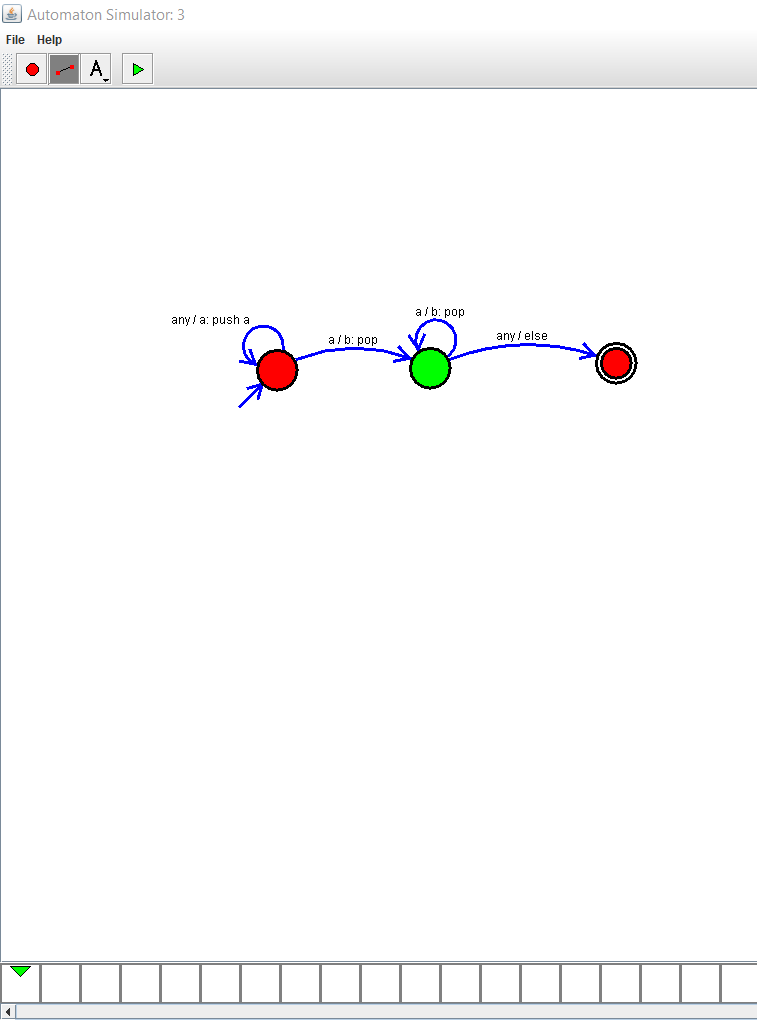 Automaton Simulator: 3
File Help
A
a / b: pop
any / a: push a
any / else
a / b: pop